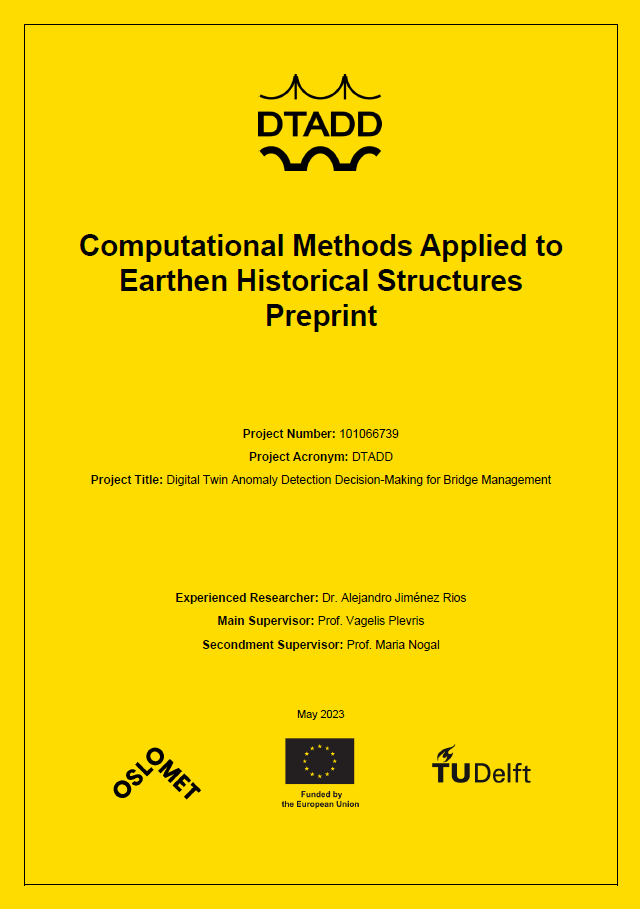 DTADD
Computational Methods Applied to
Earthen Historical Structures
Preprint
Project Number: 101066739
Project Acronym: DTADD
Project Title: Digital Twin Anomaly Detection Decision-Making for Bridge Management
Experienced Researcher: Dr. Alejandro Jiménez Rios
Main Supervisor: Prof. Vagelis Plevris
Secondment Supervisor: Prof. Maria Nogal
May 2023
OSLOMET
Funded by
the European Union
TUDelft